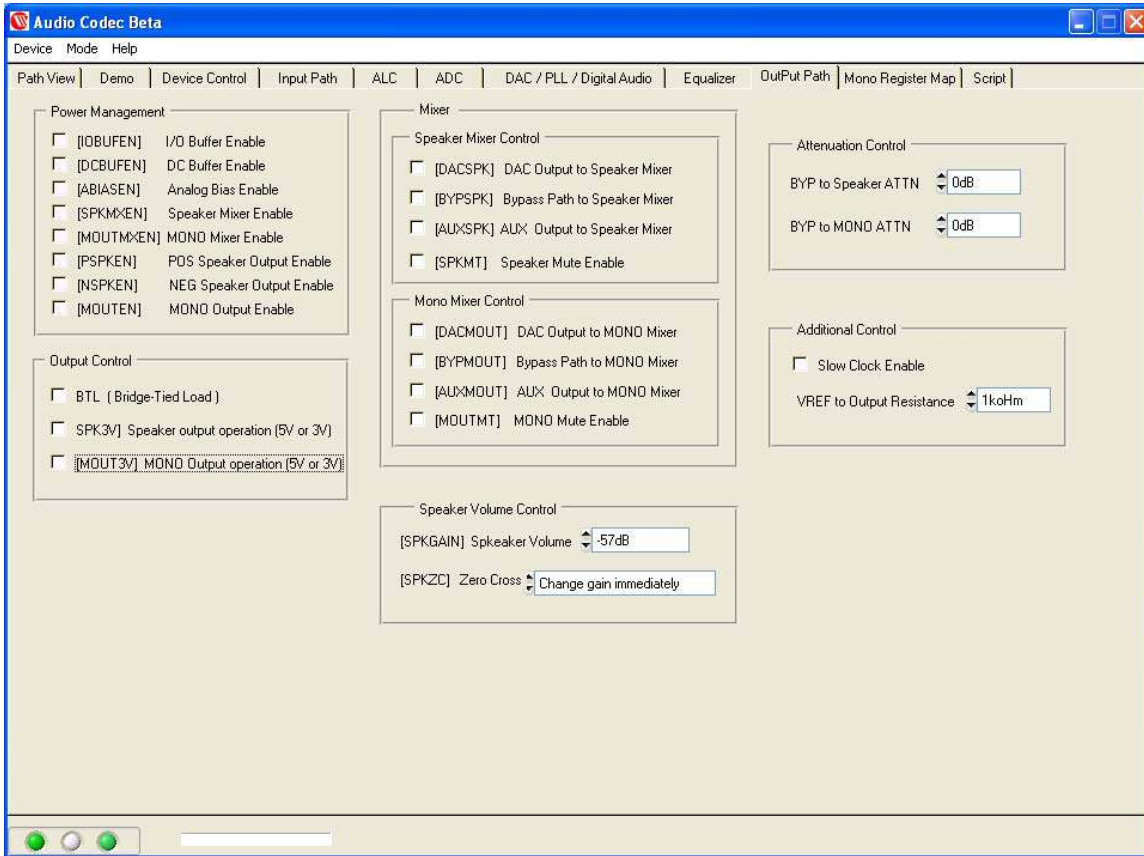 Audio Codec Beta
Device Mode Help
Path View Demo Device Control Input Path ALC ADC DAC / PLL / Digital Audio Equalizer OutPut Path Mono Register Map Script
Power Management
[IOBUFEN] I/O Buffer Enable
[DCBUFEN] DC Buffer Enable
[ABIASEN] Analog Bias Enable
[SPKMXEN] Speaker Mixer Enable
[MOUTMXEN] MONO Mixer Enable
[PSPKEN] POS Speaker Output Enable
[NSPKEN] NEG Speaker Output Enable
[MOUTEN] MONO Output Enable
Output Control
BTL ( Bridge-Tied Load )
SPK3V] Speaker output operation (5V or 3V)
[MOUT3V] MONO Output operation (5V or 3V)
Mixer
Speaker Mixer Control
[DACSPK] DAC Output to Speaker Mixer
[BYPSPK] Bypass Path to Speaker Mixer
[AUXSPK] AUX Output to Speaker Mixer
[SPKMT] Speaker Mute Enable
Mono Mixer Control
[DACMOUT] DAC Output to MONO Mixer
[BYPMOUT] Bypass Path to MONO Mixer
[AUXMOUT] AUX Output to MONO Mixer
[MOUTMT] MONO Mute Enable
Speaker Volume Control
[SPKGAIN] Spkeaker Volume -57dB
[SPKZC] Zero Cross Change gain immediately
Attenuation Control
BYP to Speaker ATTN 0dB
BYP to MONO ATTN 0dB
Additional Control
Slow Clock Enable
VREF to Output Resistance 1koHm